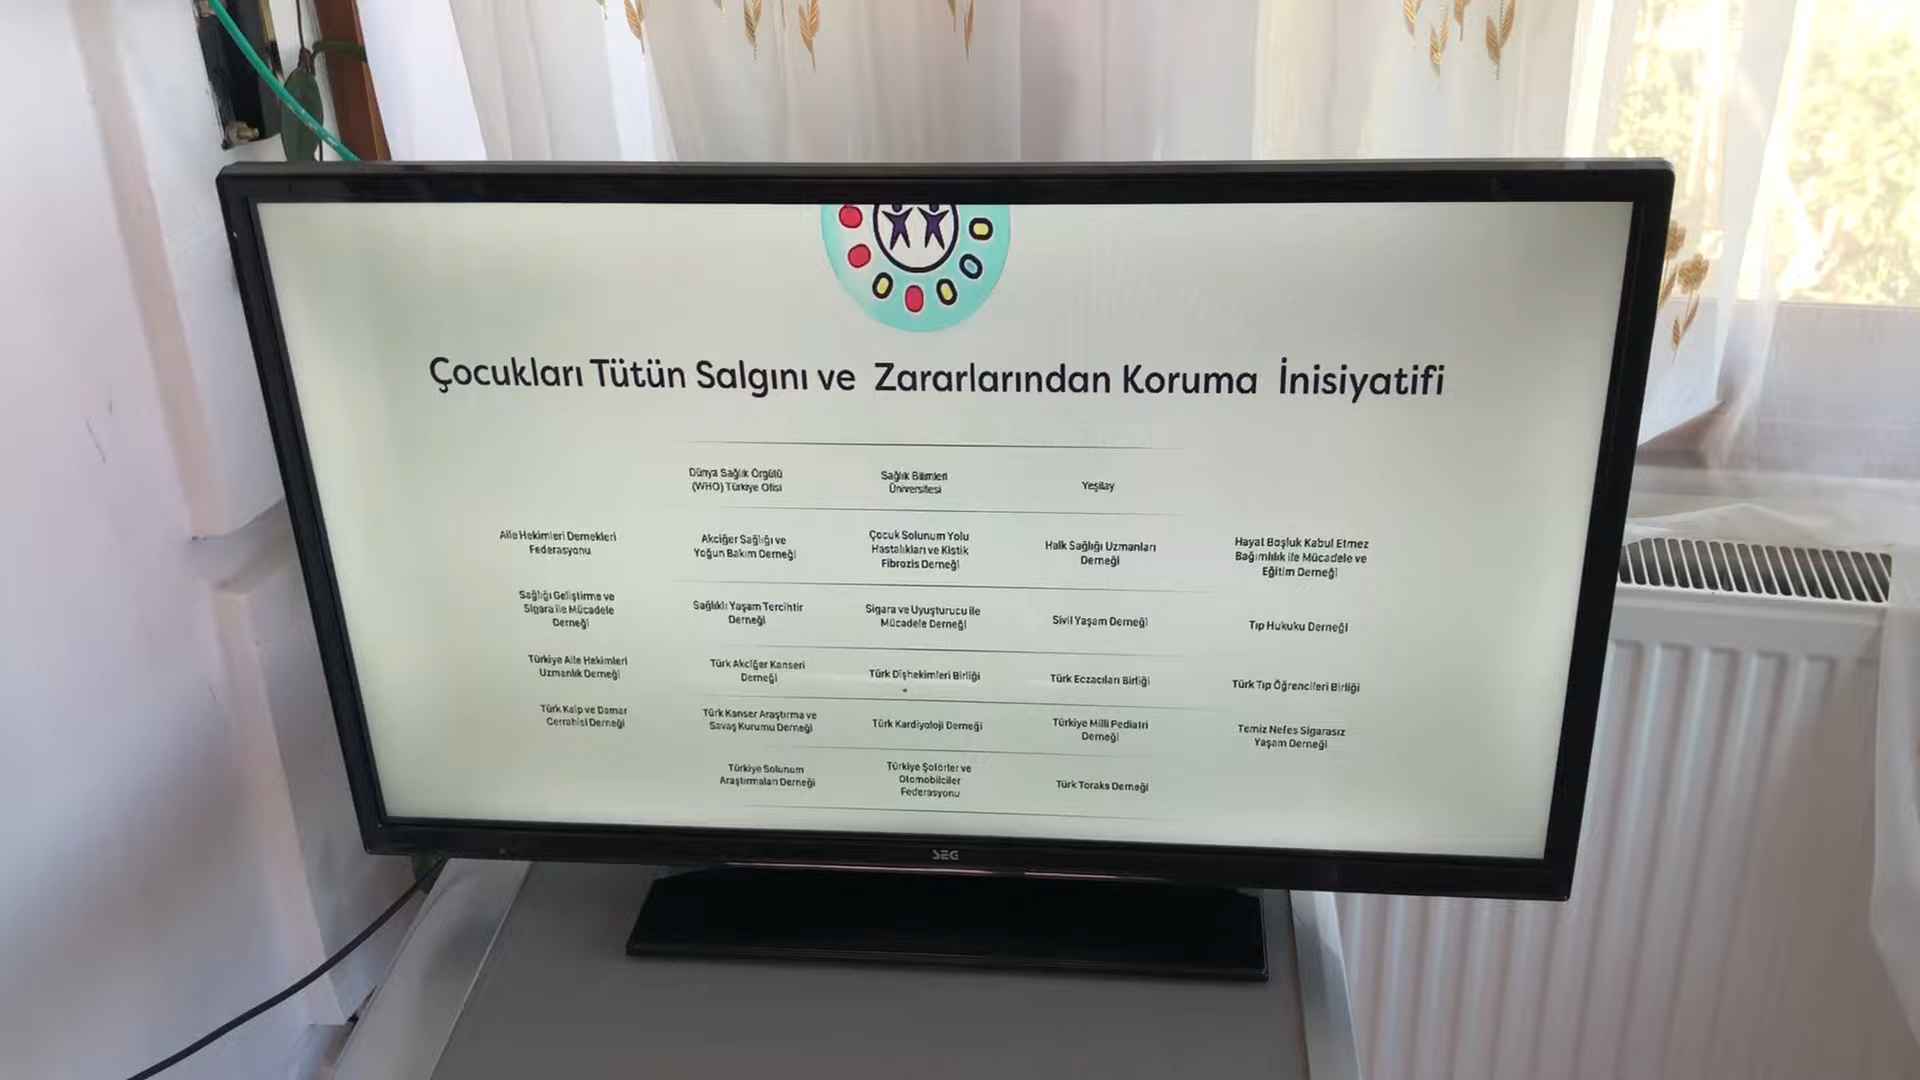 Çocukları Tütün Salgını ve Zararlarından Koruma İnisiyatifi
Dünya Sağlık Örgütü
(WHO) Türkiye Ofisi
Sağlık Bilimleri
Üniversitesi
Yeşilay
Aile Hekimleri Dernekleri
Federasyonu
Akciğer Sağlığı ve
Yoğun Bakım Derneği
Çocuk Solunum Yolu
Hastalıkları ve Kistik
Fibrozis Derneği
Halk Sağlığı Uzmanları
Derneği
Hayat Boşluk Kabul Etmez
Bağımlılık ile Mücadele ve
Eğitim Derneği
Sağlığı Geliştirme ve
Sigara ile Mücadele
Derneği
Sağlıklı Yaşam Tercihtir
Derneği
Sigara ve Uyuşturucu ile
Mücadele Derneği
Sivil Yaşam Derneği
Tıp Hukuku Derneği
Türkiye Aile Hekimleri
Uzmanlık Derneği
Türk Akciğer Kanseri
Derneği
Türk Dişhekimleri Birliği
Türk Eczacıları Birliği
Türk Tıp Öğrencileri Birliği
Türk Kalp ve Damar
Cerrahisi Derneği
Türk Kanser Araştırma ve
Savaş Kurumu Derneği
Türk Kardiyoloji Derneği
Türkiye Milli Pediatri
Derneği
Temiz Nefes Sigarasız
Yaşam Derneği
Türkiye Solunum
Araştırmaları Derneği
Türkiye Şoförler ve
Otomobilciler
Federasyonu
Türk Toraks Derneği
SEG